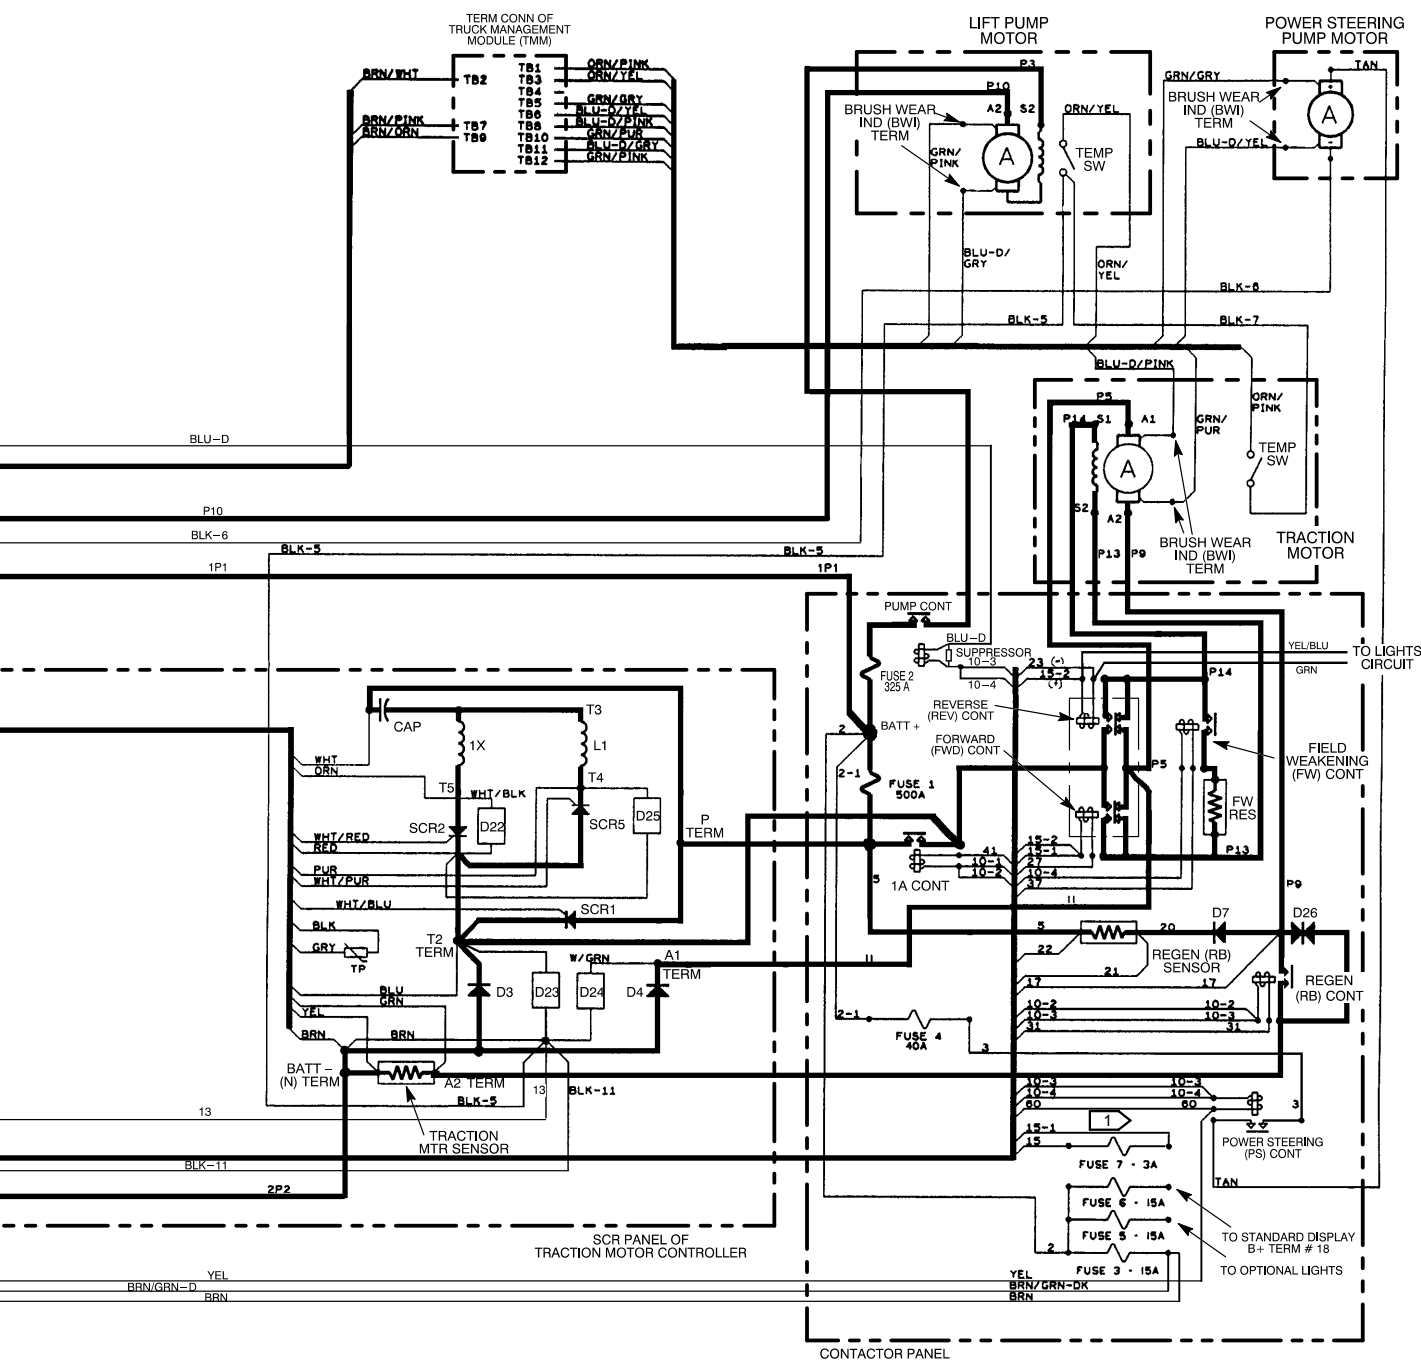 TERM CONN OF
TRUCK MANAGEMENT
MODULE (TMM)
BRN/WHT
TB2
BRN/PINK
TB7
BRN/ORN
TB9
TB1
ORN/PINK
TB3
ORN/YEL
TB4
TB5
GRN/GRY
TB6
BLU-D/YEL
TB8
BLU-D/PINK
TB10
GRN/PUR
TB11
BLU-D/GRY
TB12
GRN/PINK
LIFT PUMP
MOTOR
P3
P10
A2
S2
BRUSH WEAR
IND (BWI)
TERM
GRN/
PINK
A
ORN/YEL
TEMP
SW
BLU-D/
GRY
ORN/
YEL
POWER STEERING
PUMP MOTOR
TAN
GRN/GRY
BRUSH WEAR
IND (BWI)
TERM
+
A
-
BLU-D/YEL
BLK-6
BLK-5
BLK-7
BLU-D/PINK
P5
P14
S1
A1
GRN/
PUR
ORN/
PINK
A
TEMP
SW
S2
A2
P13
P9
BRUSH WEAR
IND (BWI)
TERM
TRACTION
MOTOR
BLU-D
P10
BLK-6
BLK-5
BLK-5
1P1
1P1
PUMP CONT
BLU-D
SUPPRESSOR
10-3
10-4
FUSE 2
325 A
23
(-)
15-2
(+)
YEL/BLU
GRN
TO LIGHTS
CIRCUIT
P14
REVERSE
(REV) CONT
BATT +
2
FORWARD
(FWD) CONT
2-1
FUSE 1
500A
P5
FIELD
WEAKENING
(FW) CONT
FW
RES
P13
15-2
15-1
27
10-4
37
41
10-1
10-2
1A CONT
5
11
P9
CAP
T3
1X
L1
WHT
ORN
T5
T4
WHT/BLK
D22
D25
SCR2
SCR5
P
TERM
WHT/RED
RED
PUR
WHT/PUR
WHT/BLU
SCR1
BLK
GRY
TP
T2
TERM
A1
TERM
W/GRN
D3
D23
D24
D4
BLU
GRN
YEL
BRN
BRN
BATT -
(N) TERM
A2 TERM
13
BLK-11
BLK-5
TRACTION
MTR SENSOR
13
BLK-11
2P2
11
5
22
20
21
17
17
D7
D26
REGEN (RB)
SENSOR
REGEN
(RB) CONT
10-2
10-3
31
10-2
10-3
31
2-1
FUSE 4
40A
3
10-3
10-4
60
10-3
10-4
60
3
1
POWER STEERING
(PS) CONT
15-1
15
FUSE 7 - 3A
TAN
FUSE 6 - 15A
FUSE 5 - 15A
2
FUSE 3 - 15A
TO STANDARD DISPLAY
B+ TERM # 18
TO OPTIONAL LIGHTS
SCR PANEL OF
TRACTION MOTOR CONTROLLER
YEL
BRN/GRN-D
BRN
YEL
BRN/GRN-DK
BRN
CONTACTOR PANEL